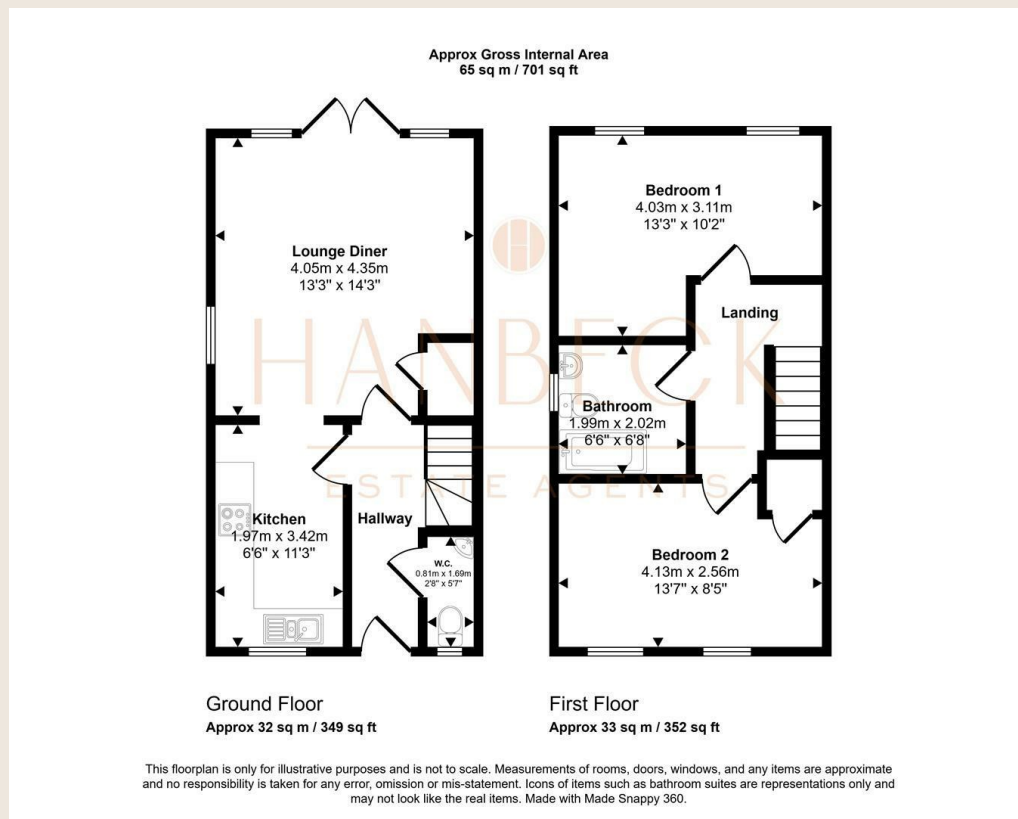 Approx Gross Internal Area
65 sq m / 701 sq ft
Lounge Diner
4.05m x 4.35m
13'3" x 14'3"
Kitchen
1.97m x 3.42m
6'6" x 11'3"
Hallway
W.C.
0.81m x 1.69m
2'8" x 5'7"
Bedroom 1
4.03m x 3.11m
13'3" x 10'2"
Landing
Bathroom
1.99m x 2.02m
6'6" x 6'8"
Bedroom 2
4.13m x 2.56m
13'7" x 8'5"
HANBECK
ESTATE AGENTS
Ground Floor
Approx 32 sq m / 349 sq ft
First Floor
Approx 33 sq m / 352 sq ft
This floorplan is only for illustrative purposes and is not to scale. Measurements of rooms, doors, windows, and any items are approximate
and no responsibility is taken for any error, omission or mis-statement. Icons of items such as bathroom suites are representations only and
may not look like the real items. Made with Made Snappy 360.